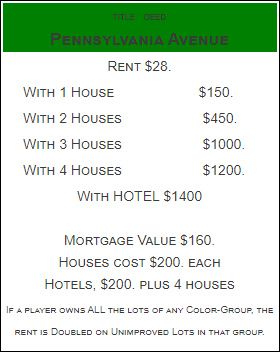 TITLE DEED
PENNSYLVANIA AVENUE
RENT $28.
WITH 1 HOUSE $150.
WITH 2 HOUSES $450.
WITH 3 HOUSES $1000.
WITH 4 HOUSES $1200.
WITH HOTEL $1400
MORTGAGE VALUE $160.
HOUSES COST $200. EACH
HOTELS, $200. PLUS 4 HOUSES
IF A PLAYER OWNS ALL THE LOTS OF ANY COLOR-GROUP, THE
RENT IS DOUBLED ON UNIMPROVED LOTS IN THAT GROUP.